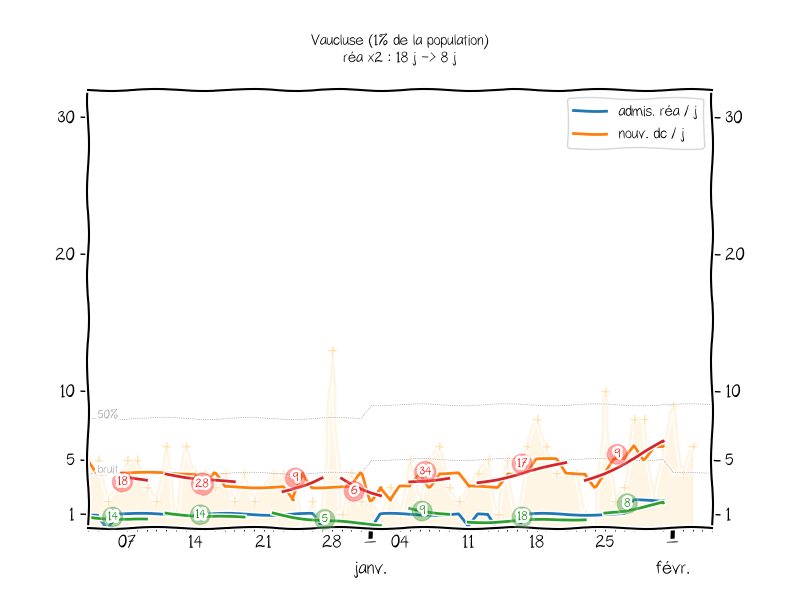 Vaucluse (1% de la population)
réa x2 : 18 j -> 8 j
admis. réa / j
nouv. dc / j
30 30
20 20
10 10
50%
5 5
bruit
1 1
18 28 9 6 34 17 9
14 14 5 9 18 8
07 14 21 28 1 04 11 18 25 1
janv. févr.